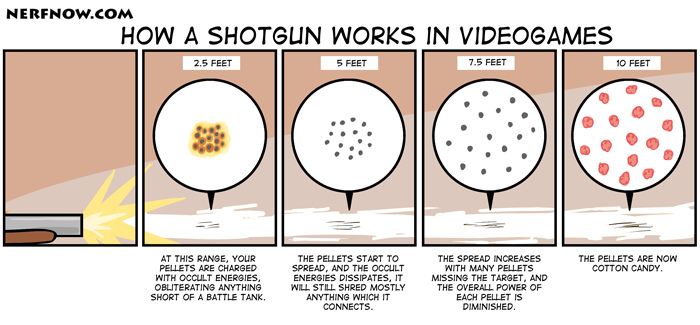 NERFNOW.COM
HOW A SHOTGUN WORKS IN VIDEOGAMES
2.5 FEET
5 FEET
7.5 FEET
10 FEET
AT THIS RANGE, YOUR
PELLETS ARE CHARGED
WITH OCCULT ENERGIES,
OBLITERATING ANYTHING
SHORT OF A BATTLE TANK.
THE PELLETS START TO
SPREAD, AND THE OCCULT
ENERGIES DISSIPATES, IT
WILL STILL SHRED MOSTLY
ANYTHING WHICH IT
CONNECTS.
THE SPREAD INCREASES
WITH MANY PELLETS
MISSING THE TARGET, AND
THE OVERALL POWER OF
EACH PELLET IS
DIMINISHED.
THE PELLETS ARE NOW
COTTON CANDY.